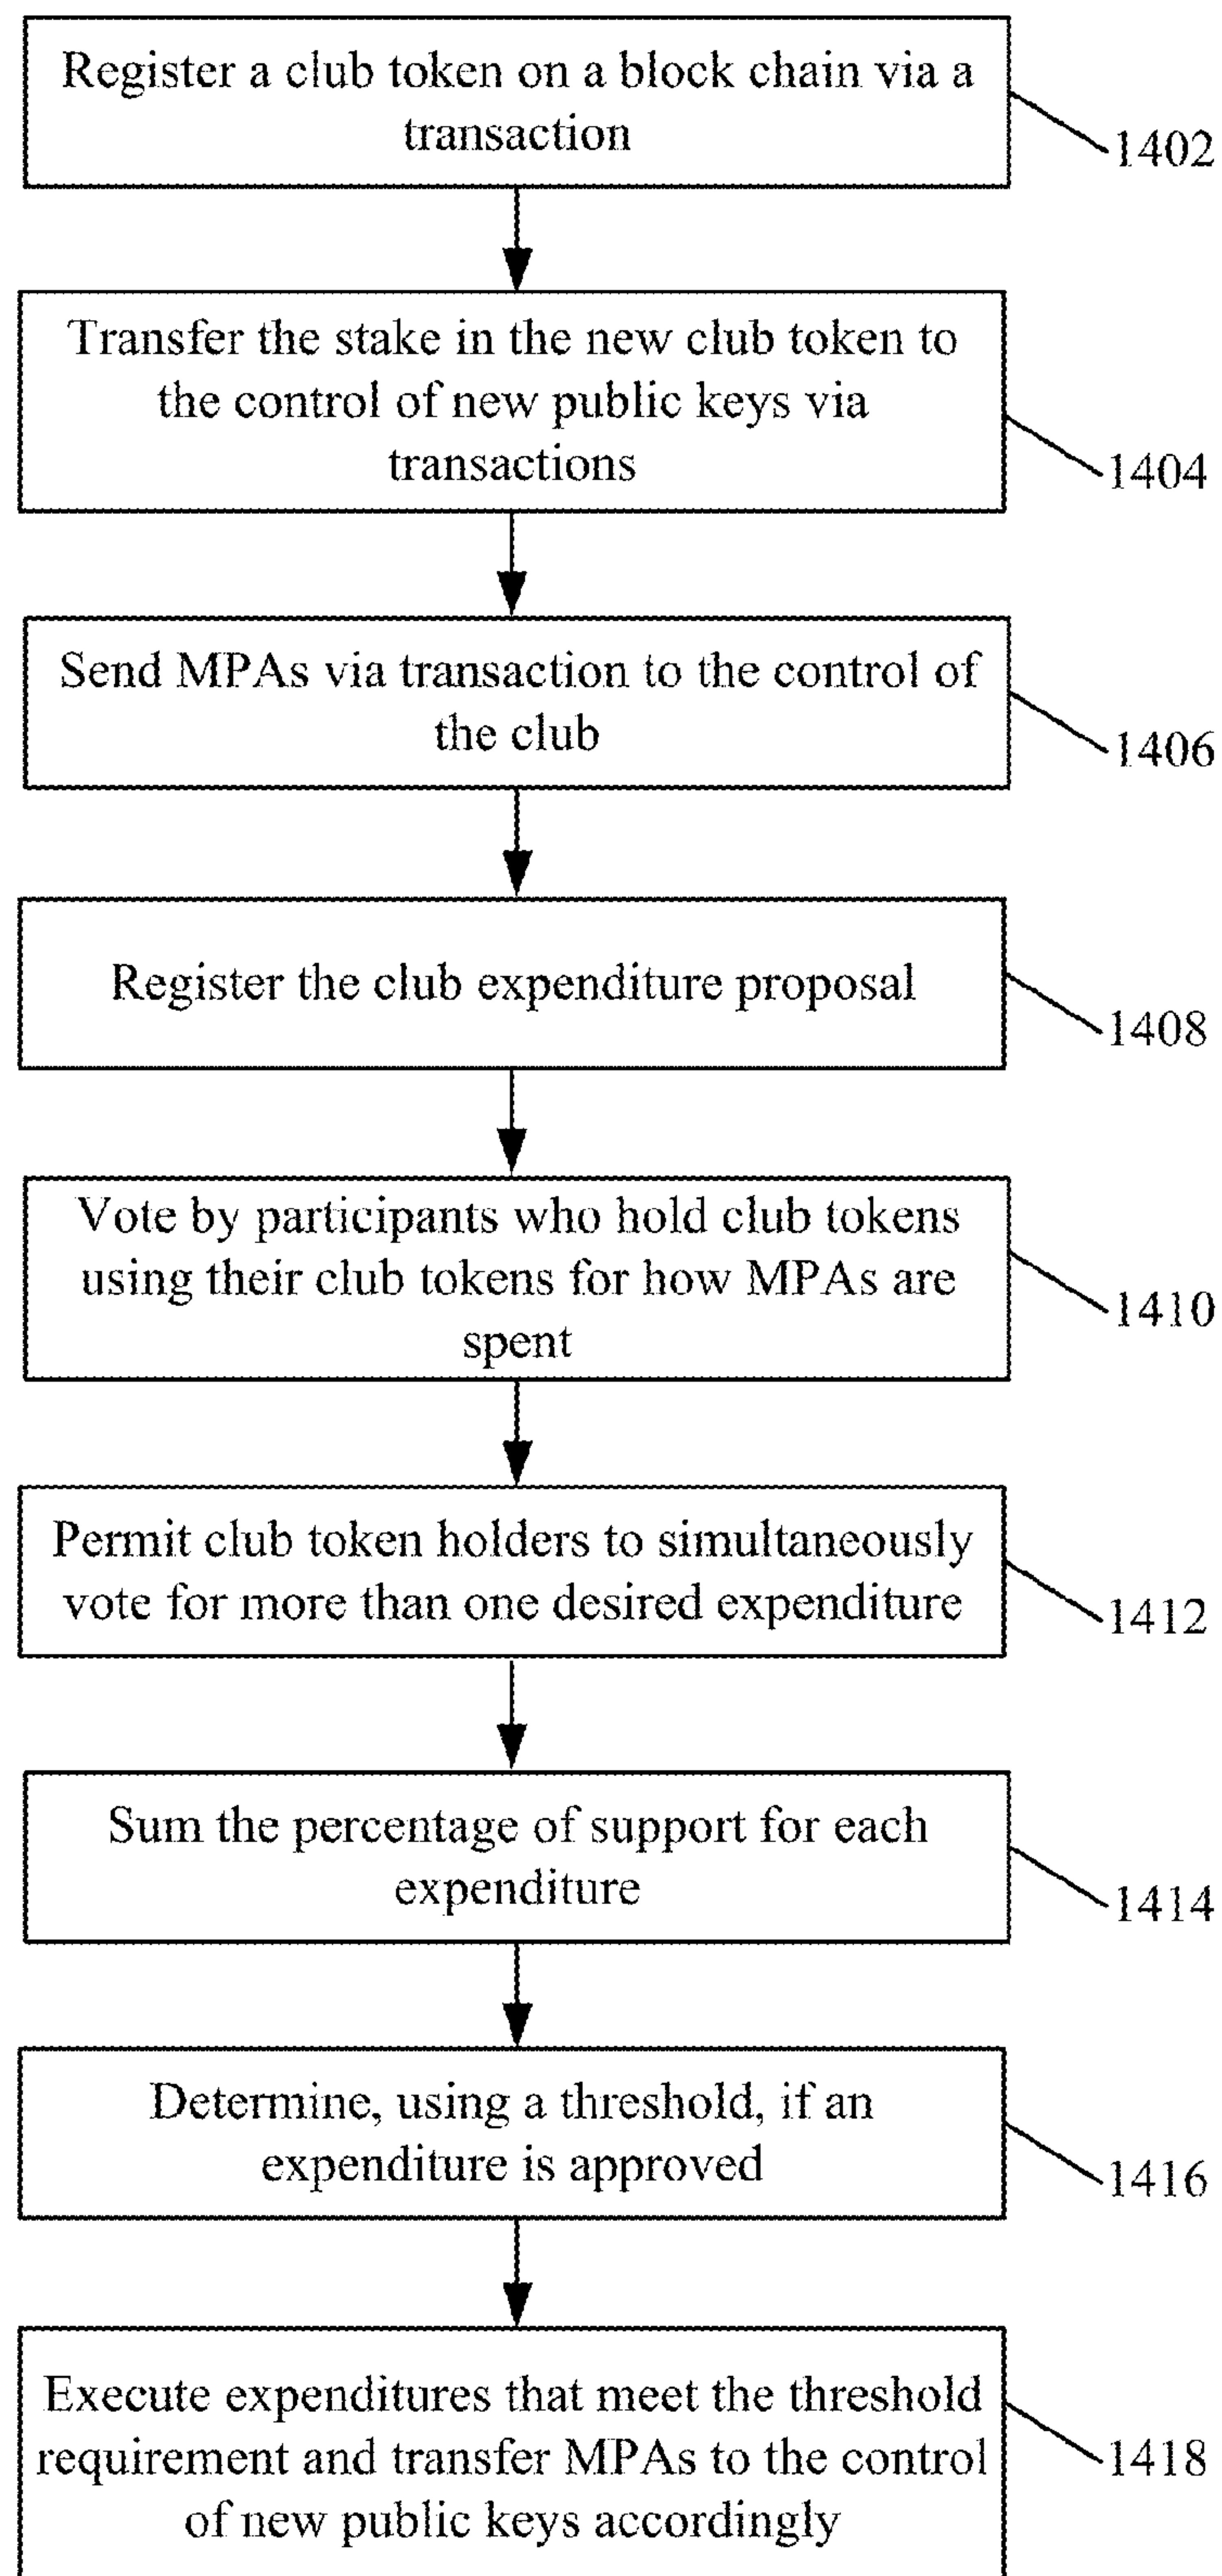 Register a club token on a block chain via a
transaction
1402
Transfer the stake in the new club token to
the control of new public keys via
transactions
1404
Send MPAs via transaction to the control of
the club
1406
Register the club expenditure proposal
1408
Vote by participants who hold club tokens
using their club tokens for how MPAs are
spent
1410
Permit club token holders to simultaneously
vote for more than one desired expenditure
1412
Sum the percentage of support for each
expenditure
1414
Determine, using a threshold, if an
expenditure is approved
1416
Execute expenditures that meet the threshold
requirement and transfer MPAs to the control
of new public keys accordingly
1418